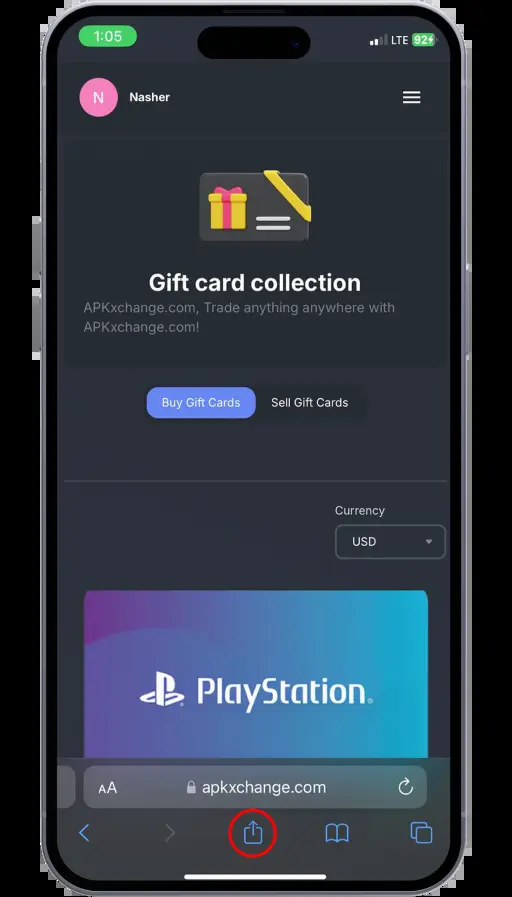 1:05
LTE 92
N Nasher
Gift card collection
APKxchange.com, Trade anything anywhere with
APKxchange.com!
Buy Gift Cards Sell Gift Cards
Currency
USD
PlayStation
AA apkxchange.com